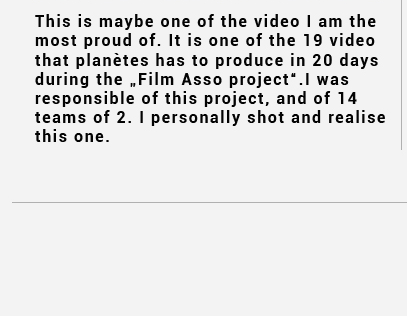 This is maybe one of the video I am the
most proud of. It is one of the 19 video
that planètes has to produce in 20 days
during the „Film Asso project“.I was
responsible of this project, and of 14
teams of 2. I personally shot and realise
this one.